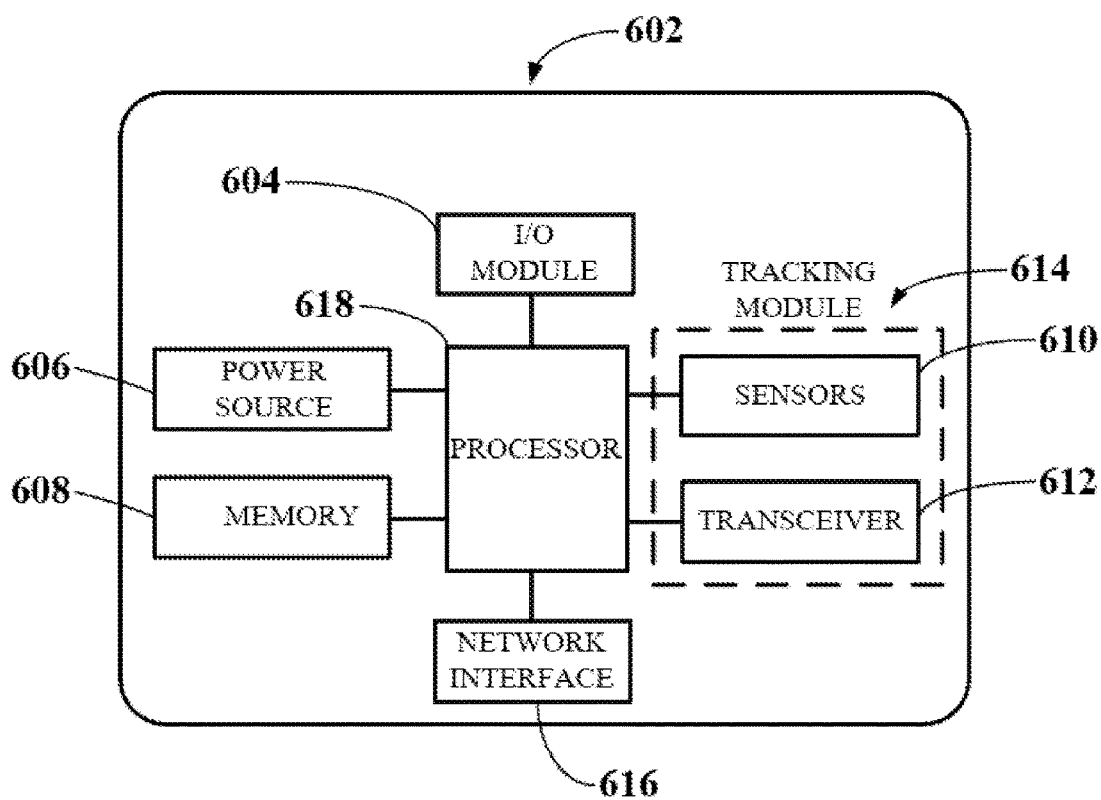 602
604
I/O
MODULE
TRACKING
MODULE
614
618
606
POWER
SOURCE
610
SENSORS
PROCESSOR
608
MEMORY
612
TRANSCEIVER
NETWORK
INTERFACE
616